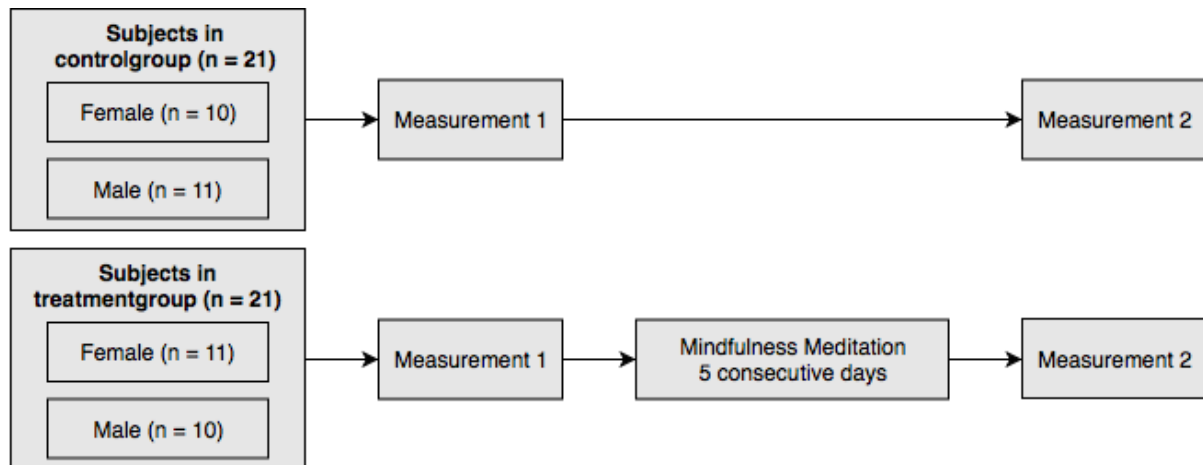 Subjects in
controlgroup (n = 21)
Female (n = 10)
Male (n = 11)
Measurement 1
Measurement 2
Subjects in
treatmentgroup (n = 21)
Female (n = 11)
Male (n = 10)
Measurement 1
Mindfulness Meditation
5 consecutive days
Measurement 2